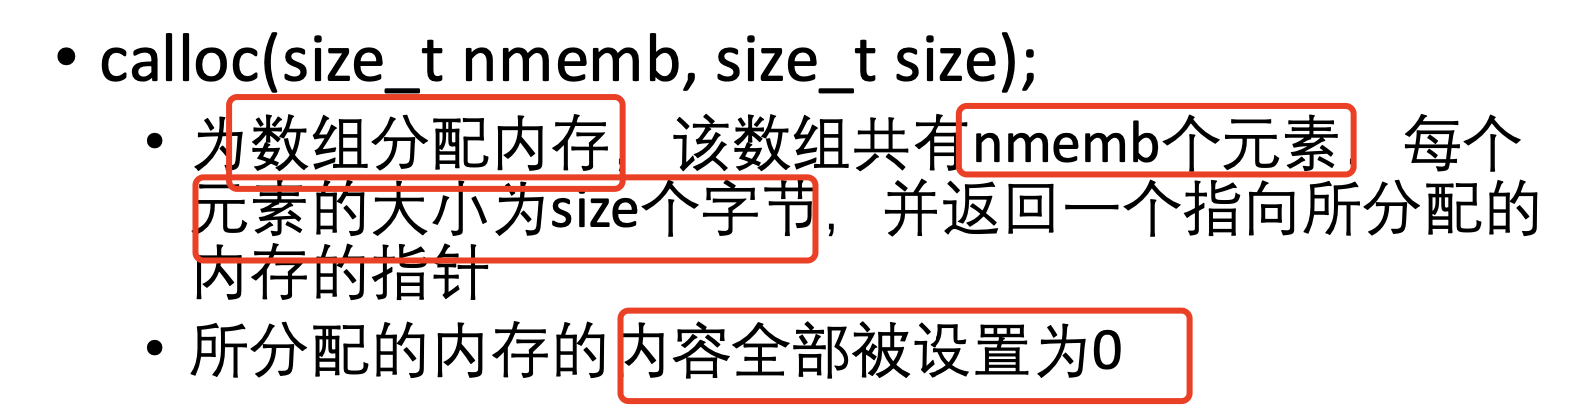 • calloc(size_t nmemb, size_t size);
• 为数组分配内存，该数组共有nmemb个元素，每个
元素的大小为size个字节，并返回一个指向所分配的
内存的指针
• 所分配的内存的内容全部被设置为0